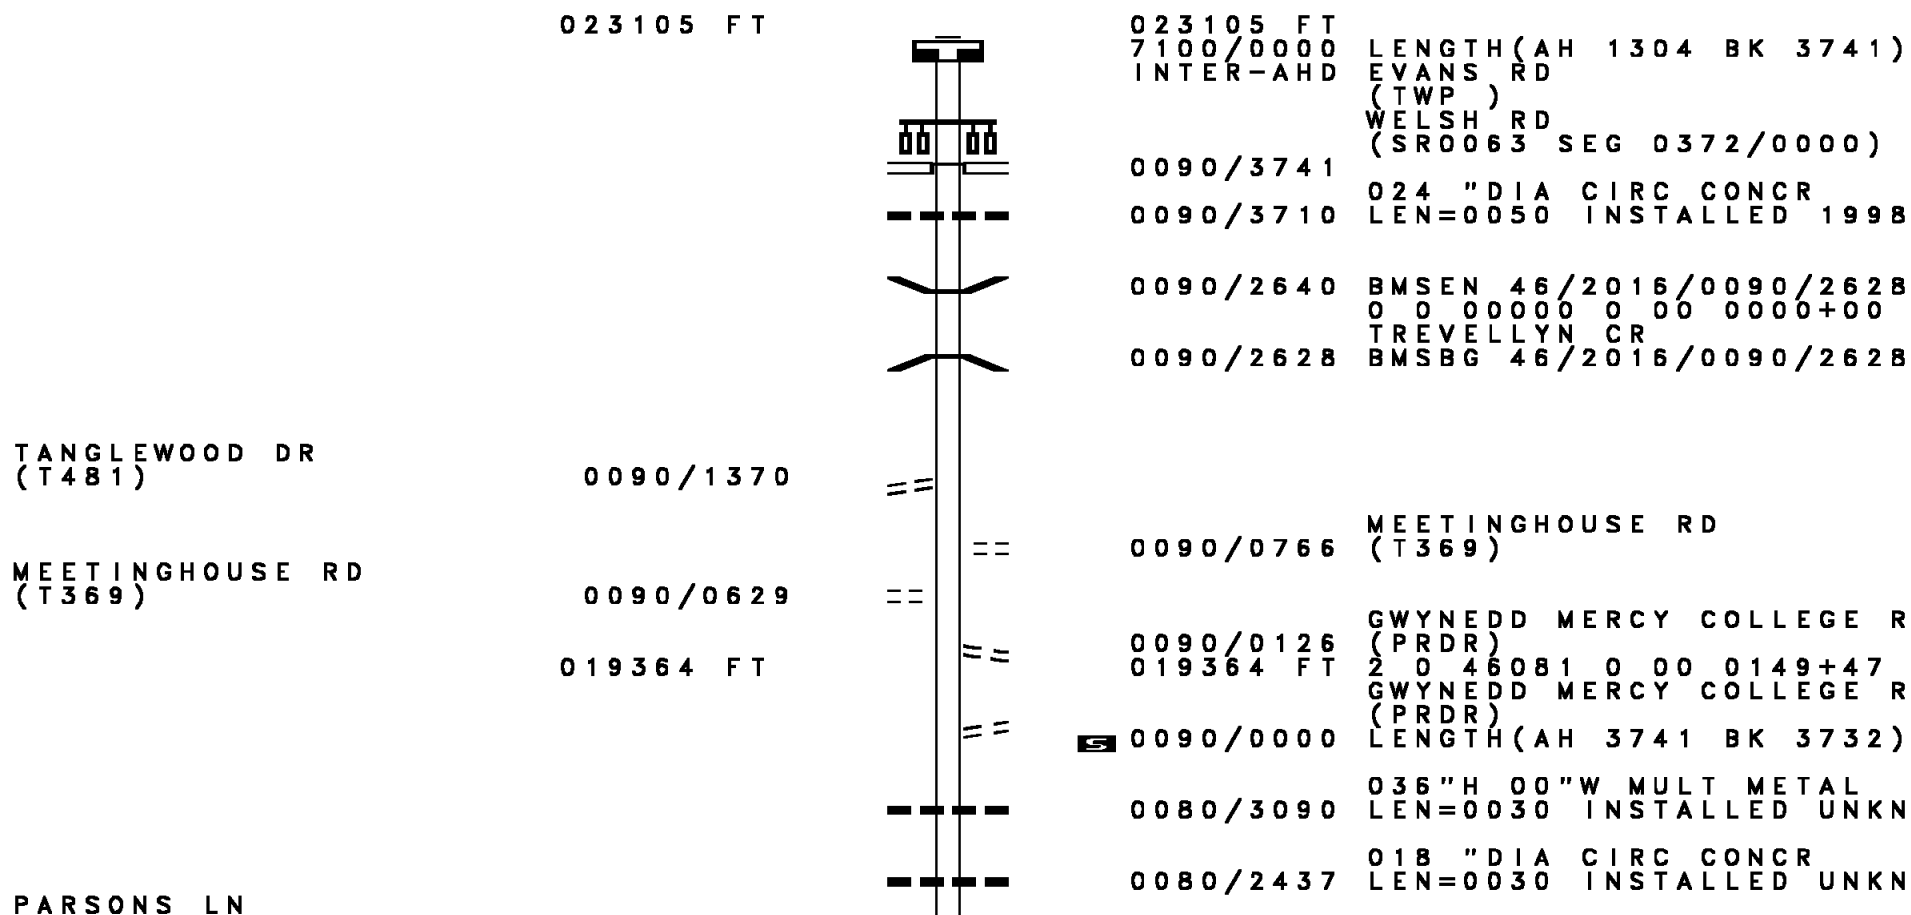 023105 FT 023105 FT
7100/0000 LENGTH(AH 1304 BK 3741)
INTER-AHD EVANS RD
(TWP )
WELSH RD
(SR0063 SEG 0372/0000)
0090/3741
024 "DIA CIRC CONCR
0090/3710 LEN=0050 INSTALLED 1998
0090/2640 BMSEN 46/2016/0090/2628
0 0 00000 0 00 0000+00
TREVELLYN CR
0090/2628 BMSBG 46/2016/0090/2628
TANGLEWOOD DR
(T481) 0090/1370
MEETINGHOUSE RD
0090/0766 (T369)
MEETINGHOUSE RD
(T369) 0090/0629
GWYNEDD MERCY COLLEGE R
0090/0126 (PRDR)
019364 FT 019364 FT 2 0 46081 0 00 0149+47
GWYNEDD MERCY COLLEGE R
(PRDR)
S 0090/0000 LENGTH(AH 3741 BK 3732)
036"H 00"W MULT METAL
0080/3090 LEN=0030 INSTALLED UNKN
018 "DIA CIRC CONCR
0080/2437 LEN=0030 INSTALLED UNKN
PARSONS LN